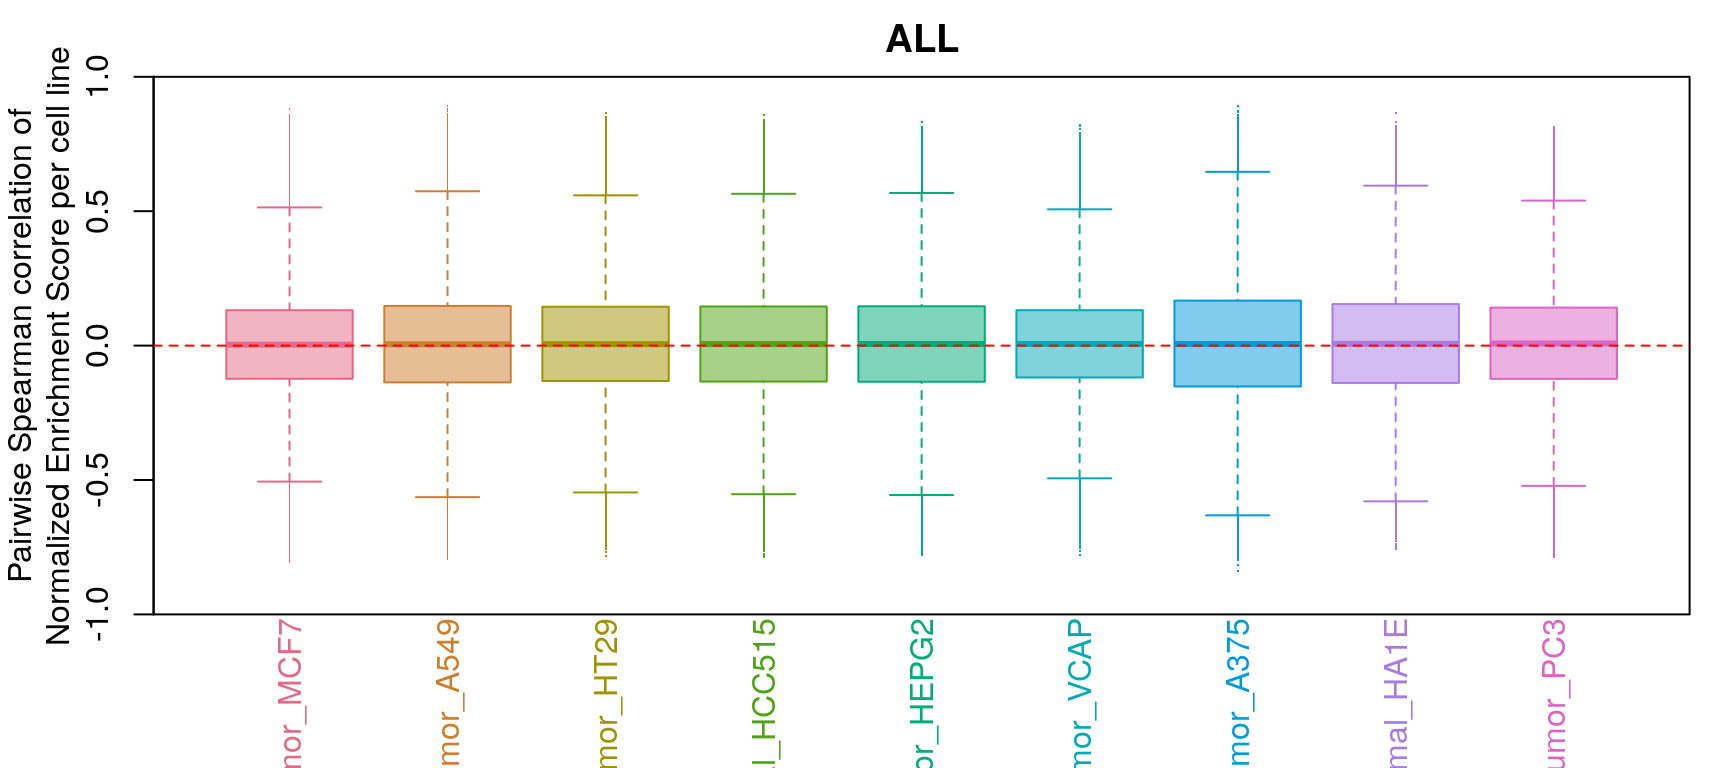 ALL
Pairwise Spearman correlation of
Normalized Enrichment Score per cell line
1.0
0.5
0.0
-0.5
-1.0
mor_MCF7
mor_A549
mor_HT29
l_HCC515
or_HEPG2
mor_VCAP
mor_A375
mal_HA1E
umor_PC3